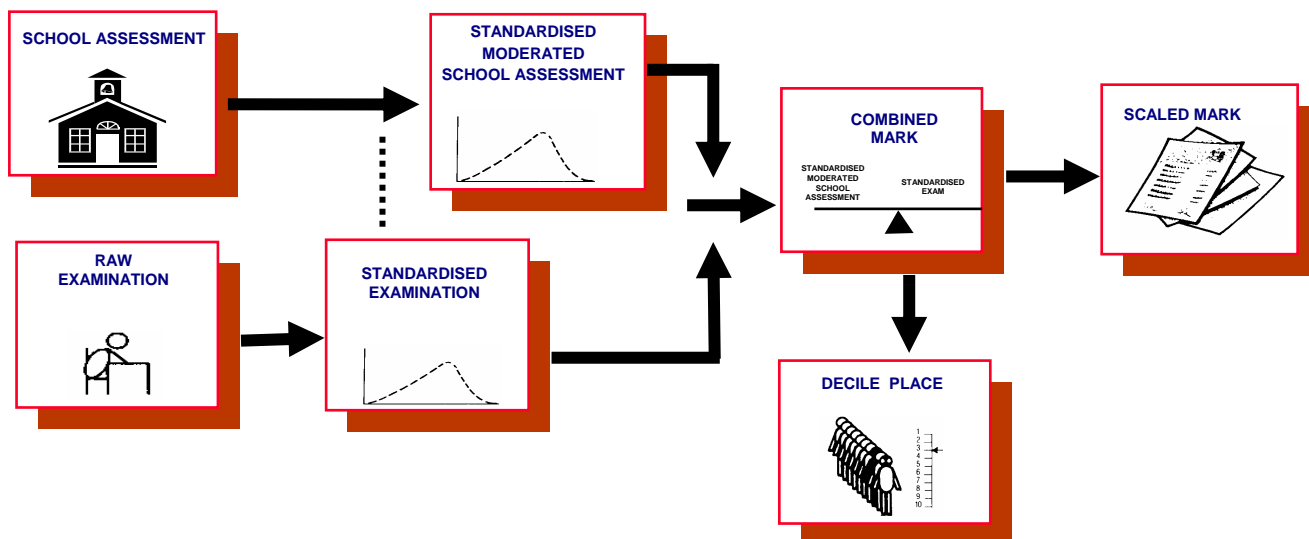 SCHOOL ASSESSMENT
STANDARDISED
MODERATED
SCHOOL ASSESSMENT
COMBINED
MARK
STANDARDISED
MODERATED
SCHOOL
ASSESSMENT
STANDARDISED
EXAM
SCALED MARK
RAW
EXAMINATION
STANDARDISED
EXAMINATION
DECILE PLACE
1
2
3
4
5
6
7
8
9
10